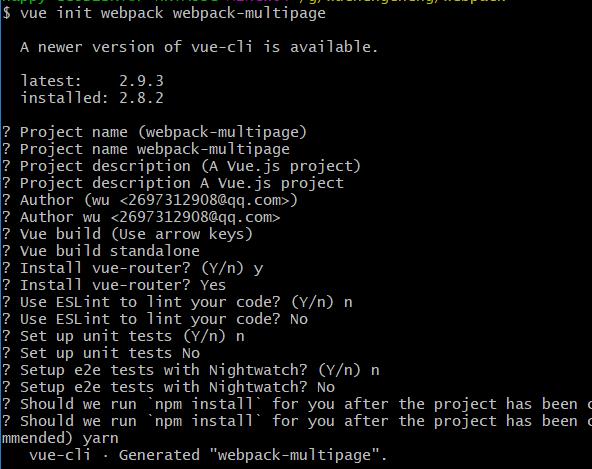 $ vue init webpack webpack-multipage
A newer version of vue-cli is available.
latest: 2.9.3
installed: 2.8.2
? Project name (webpack-multipage)
? Project name webpack-multipage
? Project description (A Vue.js project)
? Project description A Vue.js project
? Author (wu <2697312908@qq.com>)
? Author wu <2697312908@qq.com>
? Vue build (Use arrow keys)
? Vue build standalone
? Install vue-router? (Y/n) y
? Install vue-router? Yes
? Use ESLint to lint your code? (Y/n) n
? Use ESLint to lint your code? No
? Set up unit tests (Y/n) n
? Set up unit tests No
? Setup e2e tests with Nightwatch? (Y/n) n
? Setup e2e tests with Nightwatch? No
? Should we run `npm install` for you after the project has been c
? Should we run `npm install` for you after the project has been c
mmended) yarn
vue-cli · Generated "webpack-multipage".